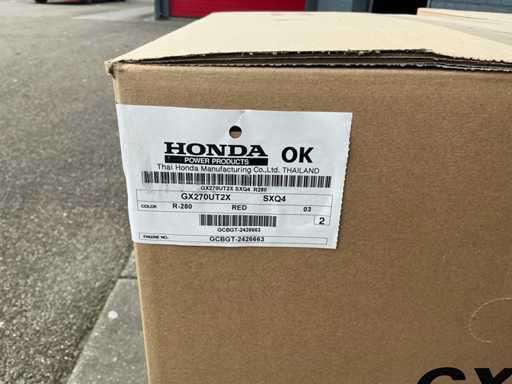 HONDA OK
POWER PRODUCTS
Thai Honda Manufacturing Co.,Ltd. THAILAND
GX270UT2X SXQ4 R280
GX270UT2X SXQ4
COLOR R-280 RED 03
2
GCBGT-2426663
ENGINE NO. GCBGT-2426663
GX